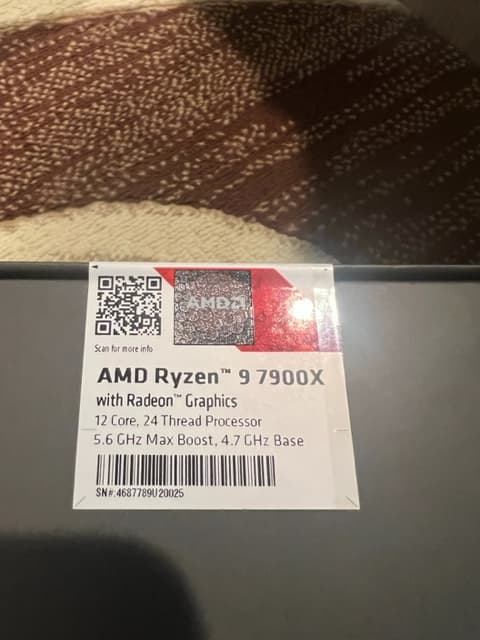 AMD
Scan for more info
AMD Ryzen™ 9 7900X
with Radeon™ Graphics
12 Core, 24 Thread Processor
5.6 GHz Max Boost, 4.7 GHz Base
SN#:4687789U20025